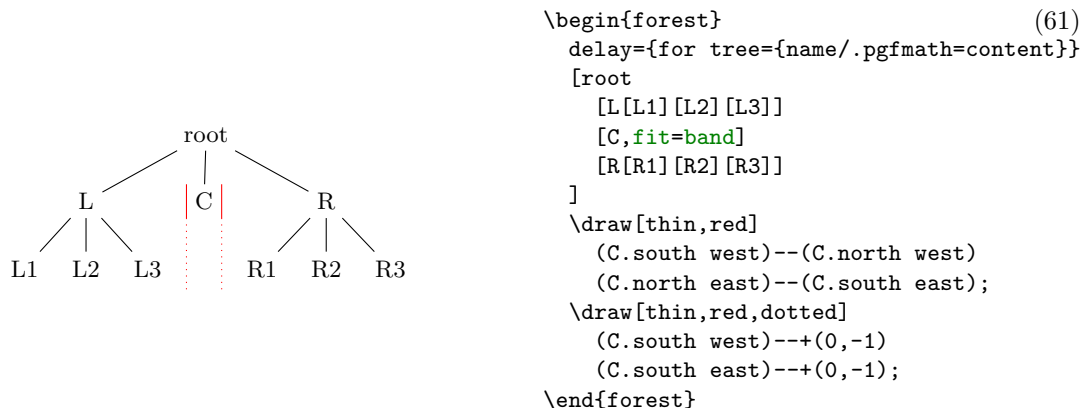 root
L C R
L1 L2 L3 R1 R2 R3
\begin{forest} (61)
  delay={for tree={name/.pgfmath=content}}
  [root
    [L[L1][L2][L3]]
    [C,fit=band]
    [R[R1][R2][R3]]
  ]
  \draw[thin,red]
    (C.south west)--(C.north west)
    (C.north east)--(C.south east);
  \draw[thin,red,dotted]
    (C.south west)--+(0,-1)
    (C.south east)--+(0,-1);
\end{forest}